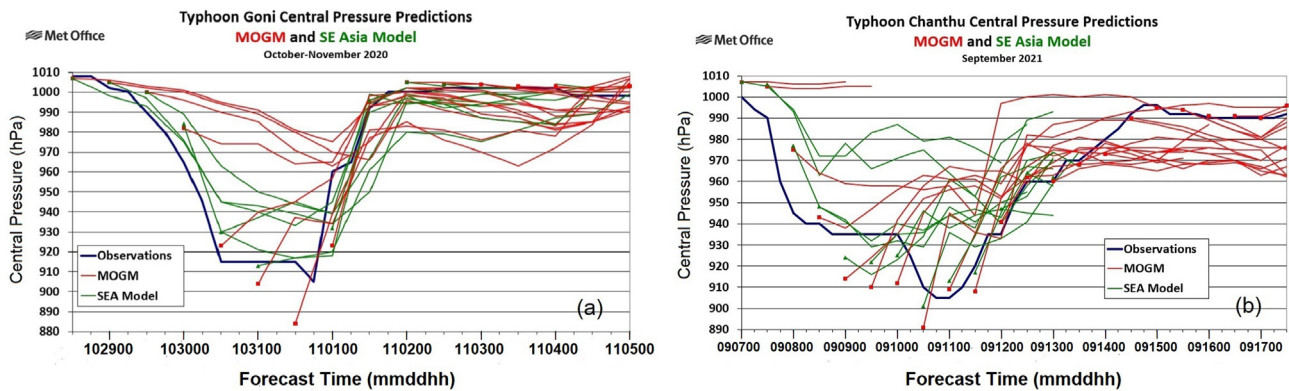 Typhoon Goni Central Pressure Predictions
Met Office
MOGM and SE Asia Model
October-November 2020
Central Pressure (hPa)
1010
1000
990
980
970
960
950
940
930
920
910
900
890
880
Observations
MOGM
SEA Model
(a)
102900
103000
103100
110100
110200
110300
110400
110500
Forecast Time (mmddhh)
Typhoon Chanthu Central Pressure Predictions
Met Office
MOGM and SE Asia Model
September 2021
Central Pressure (hPa)
1010
1000
990
980
970
960
950
940
930
920
910
900
890
Observations
MOGM
SEA Model
(b)
090700
090800
090900
091000
091100
091200
091300
091400
091500
091600
091700
Forecast Time (mmddhh)